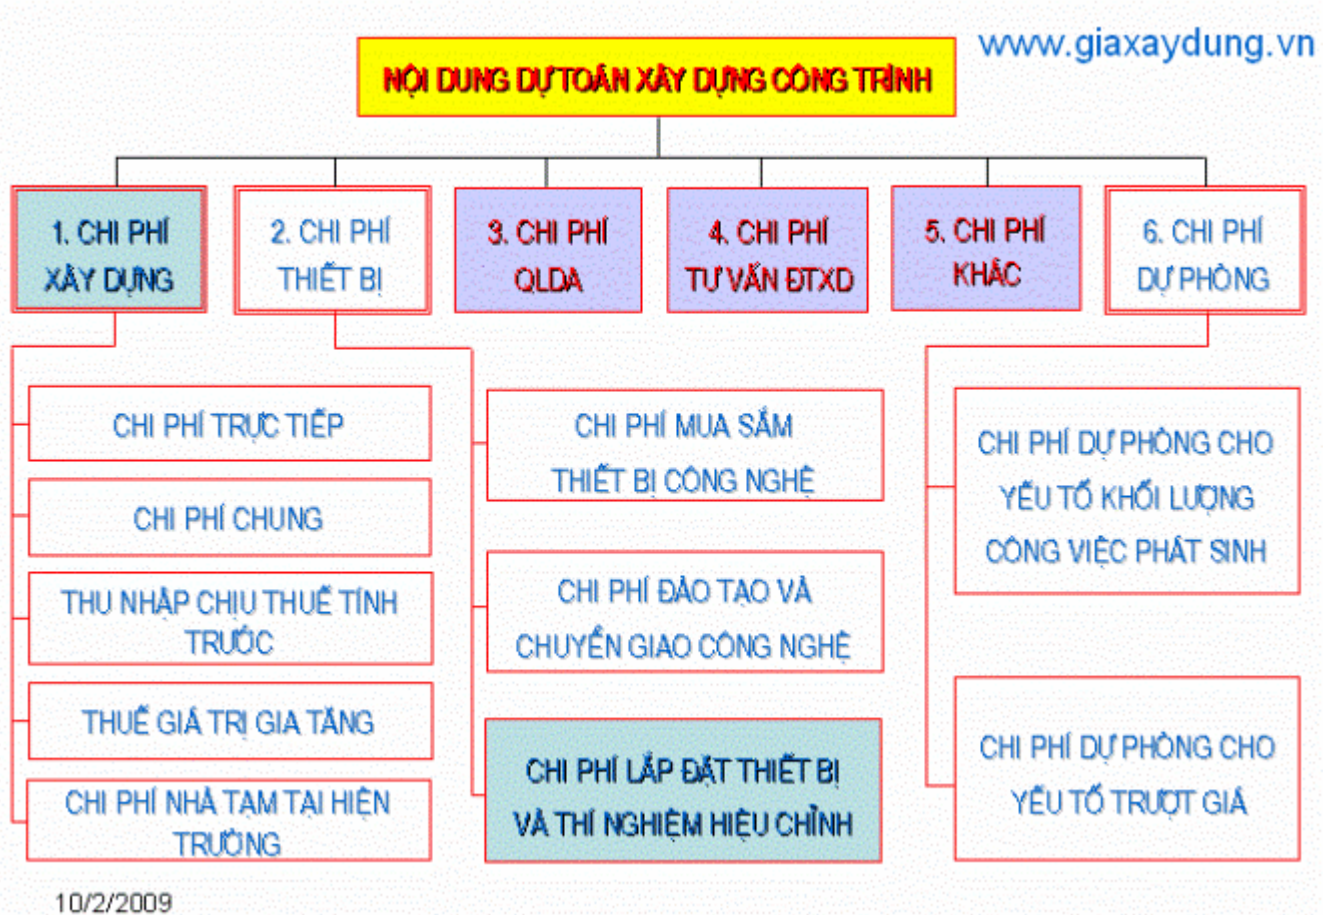 www.giaxaydung.vn
NỘI DUNG DỰ TOÁN XÂY DỰNG CÔNG TRÌNH
1. CHI PHÍ
XÂY DỰNG
2. CHI PHÍ
THIẾT BỊ
3. CHI PHÍ
QLDA
4. CHI PHÍ
TƯ VẤN ĐTXD
5. CHI PHÍ
KHÁC
6. CHI PHÍ
DỰ PHÒNG
CHI PHÍ TRỰC TIẾP
CHI PHÍ CHUNG
THU NHẬP CHỊU THUẾ TÍNH
TRƯỚC
THUẾ GIÁ TRỊ GIA TĂNG
CHI PHÍ NHÀ TẠM TẠI HIỆN
TRƯỜNG
CHI PHÍ MUA SẮM
THIẾT BỊ CÔNG NGHỆ
CHI PHÍ ĐÀO TẠO VÀ
CHUYỂN GIAO CÔNG NGHỆ
CHI PHÍ LẮP ĐẶT THIẾT BỊ
VÀ THÍ NGHIỆM HIỆU CHỈNH
CHI PHÍ DỰ PHÒNG CHO
YẾU TỐ KHỐI LƯỢNG
CÔNG VIỆC PHÁT SINH
CHI PHÍ DỰ PHÒNG CHO
YẾU TỐ TRƯỢT GIÁ
10/2/2009